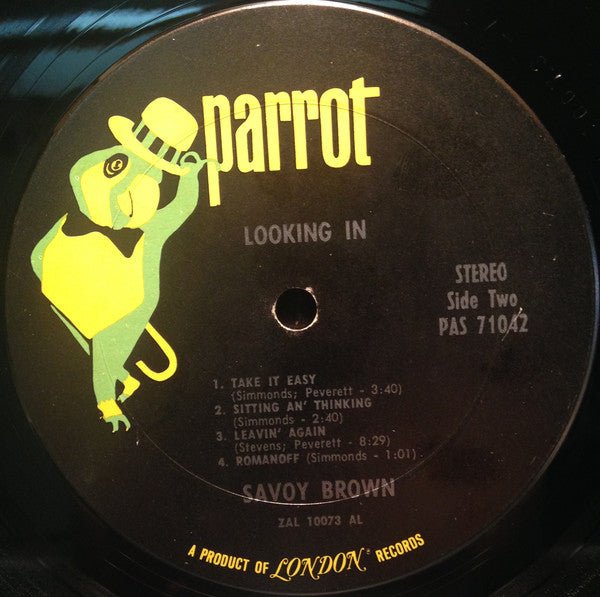 parrot
LOOKING IN
STEREO
Side Two
PAS 71042
1. TAKE IT EASY
(Simmonds; Peverett - 3:40)
2. SITTING AN' THINKING
(Simmonds - 2:40)
3. LEAVIN' AGAIN
(Stevens; Peverett - 8:29)
4. ROMANOFF (Simmonds - 1:01)
SAVOY BROWN
ZAL 10073 AL
A PRODUCT OF LONDON® RECORDS